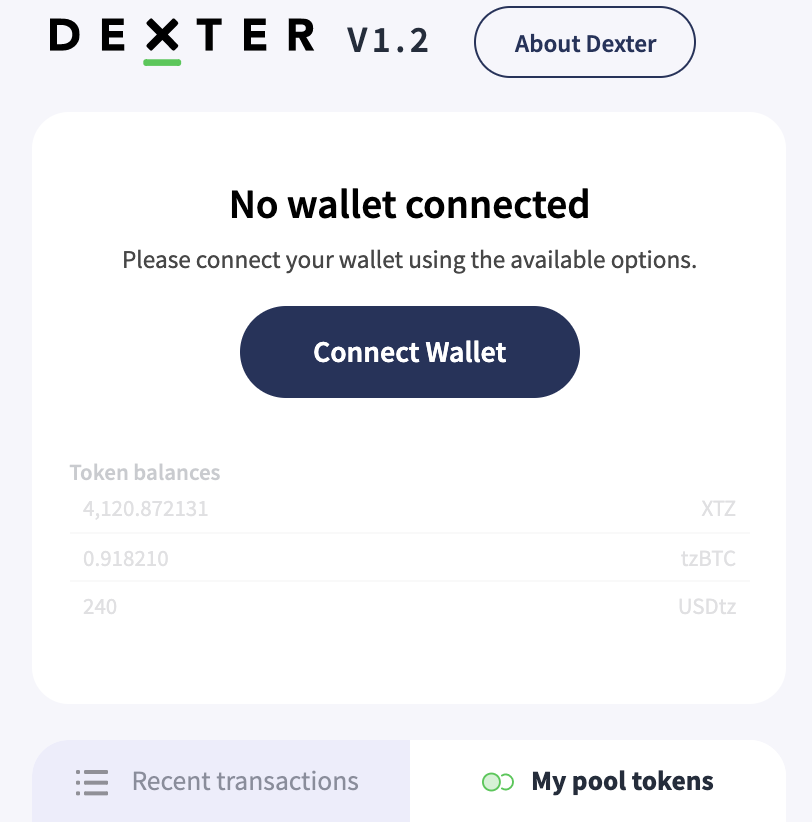 DEXTER V1.2 About Dexter
No wallet connected
Please connect your wallet using the available options.
Connect Wallet
Token balances
4,120.872131 XTZ
0.918210 tzBTC
240 USDtz
Recent transactions My pool tokens